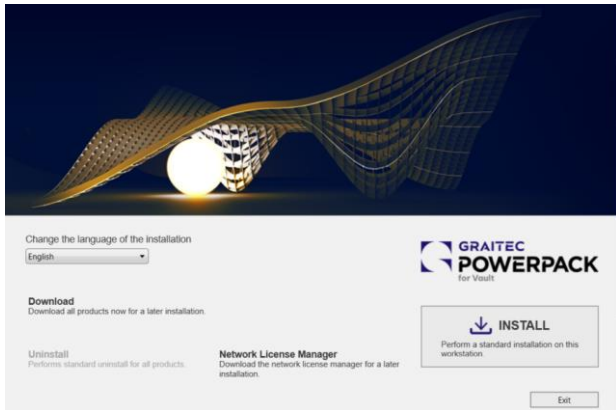 Change the language of the installation
English
GRAITEC
POWERPACK
for Vault
Download
Download all products now for a later installation.
INSTALL
Perform a standard installation on this
workstation
Uninstall
Performs standard uninstall for all products.
Network License Manager
Download the network license manager for a later
installation.
Exit